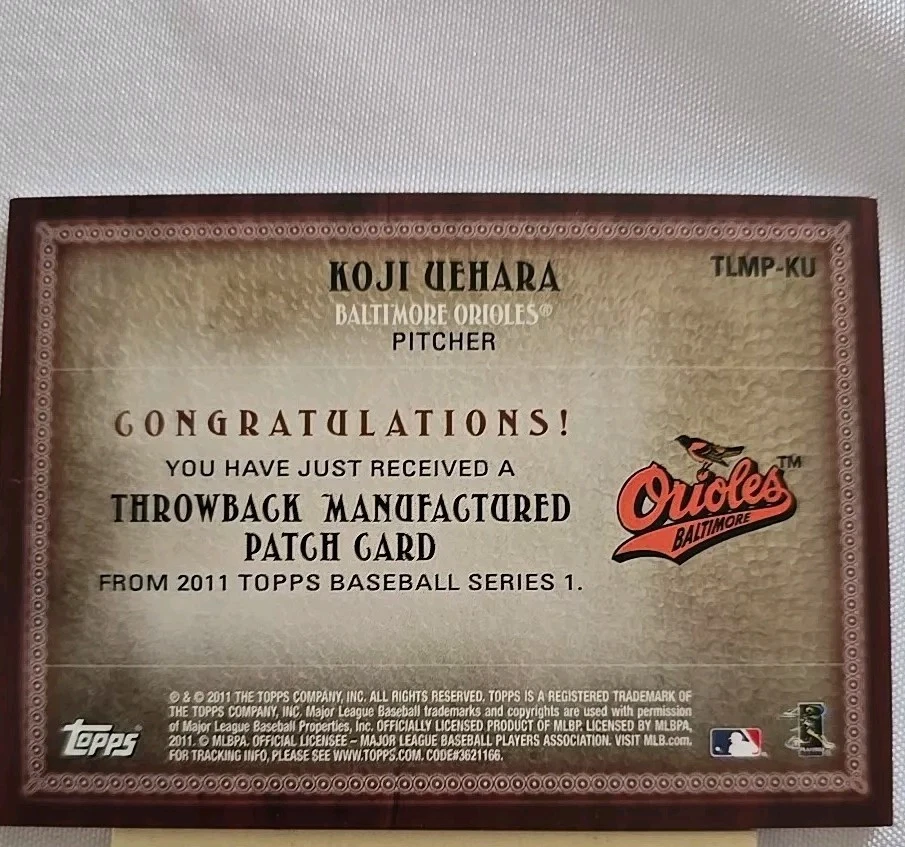 KOJI UEHARA
TLMP-KU
BALTIMORE ORIOLES®
PITCHER
CONGRATULATIONS!
YOU HAVE JUST RECEIVED A
THROWBACK MANUFACTURED
PATCH CARD
FROM 2011 TOPPS BASEBALL SERIES 1.
Orioles™
BALTIMORE
® & © 2011 THE TOPPS COMPANY, INC. ALL RIGHTS RESERVED. TOPPS IS A REGISTERED TRADEMARK OF
THE TOPPS COMPANY, INC. Major League Baseball trademarks and copyrights are used with permission
of Major League Baseball Properties, Inc. OFFICIALLY LICENSED PRODUCT OF MLBP. LICENSED BY MLBPA,
2011. © MLBPA. OFFICIAL LICENSEE – MAJOR LEAGUE BASEBALL PLAYERS ASSOCIATION. VISIT MLB.com.
FOR TRACKING INFO, PLEASE SEE WWW.TOPPS.COM. CODE#3621166.
Topps